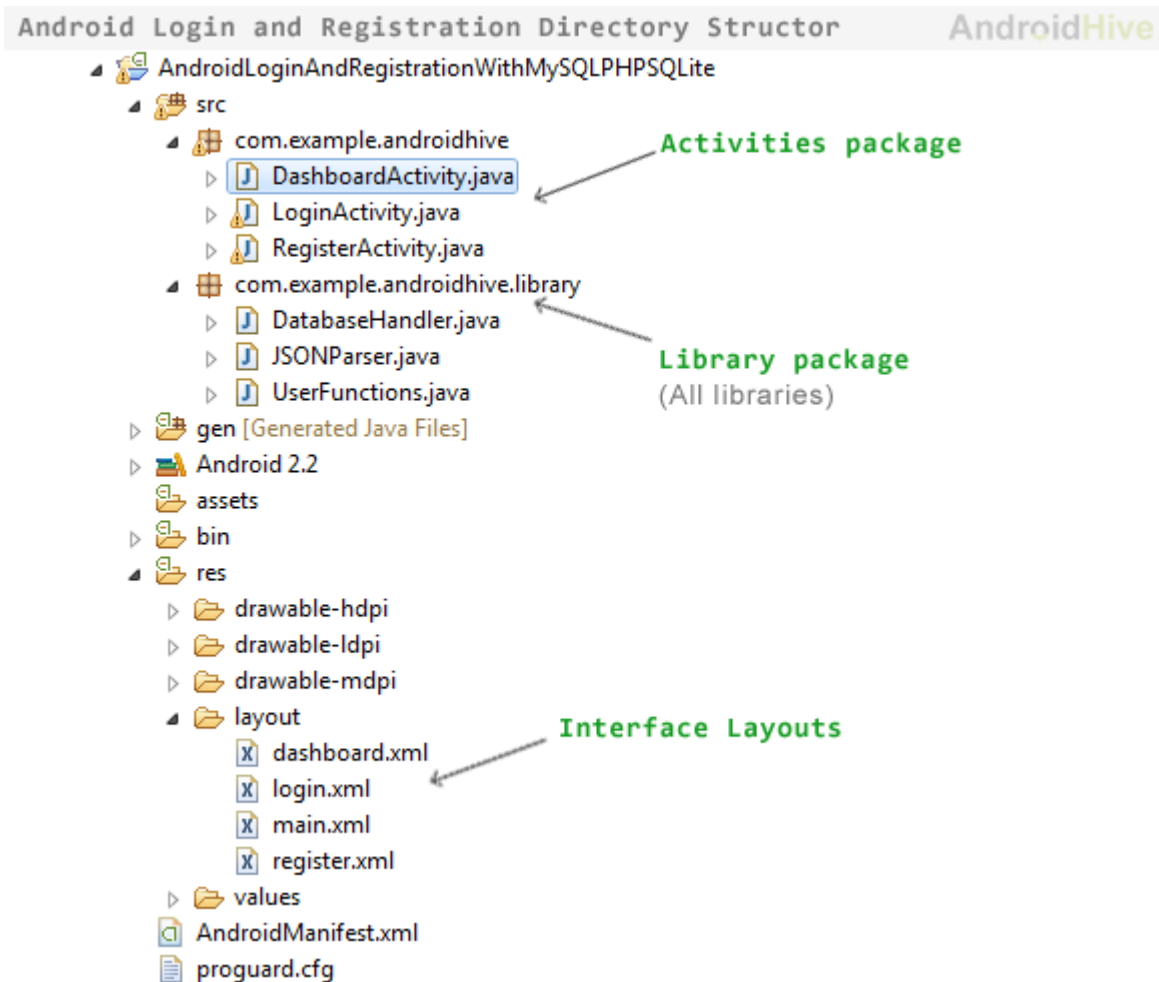 Android Login and Registration Directory Structor AndroidHive
AndroidLoginAndRegistrationWithMySQLPHPSQLite
src
com.example.androidhive
Activities package
DashboardActivity.java
LoginActivity.java
RegisterActivity.java
com.example.androidhive.library
DatabaseHandler.java
JSONParser.java
Library package
UserFunctions.java
(All libraries)
gen [Generated Java Files]
Android 2.2
assets
bin
res
drawable-hdpi
drawable-ldpi
drawable-mdpi
layout
Interface Layouts
dashboard.xml
login.xml
main.xml
register.xml
values
AndroidManifest.xml
proguard.cfg